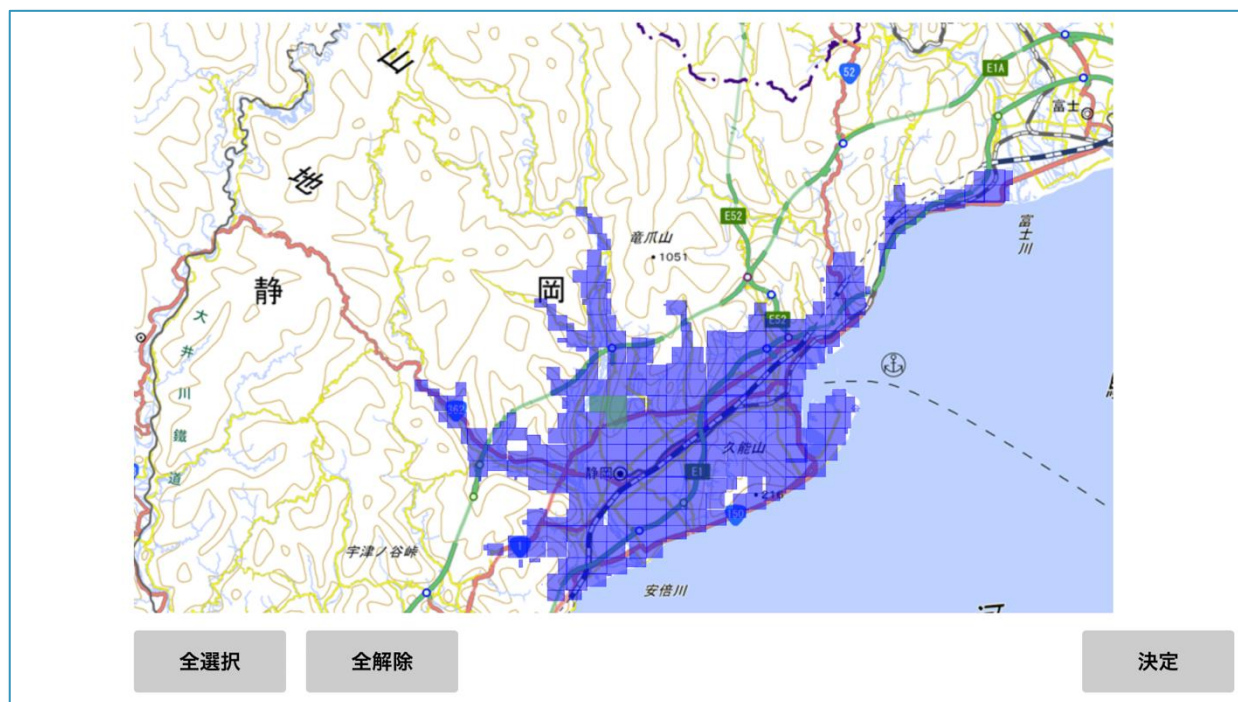 山
52
E1A
富士
地
E52
竜爪山
・1051
富士川
静
岡
大井川鐵道
E52
362
久能山
静岡
E1
・216
150
1
宇津ノ谷峠
安倍川
全選択
全解除
決定